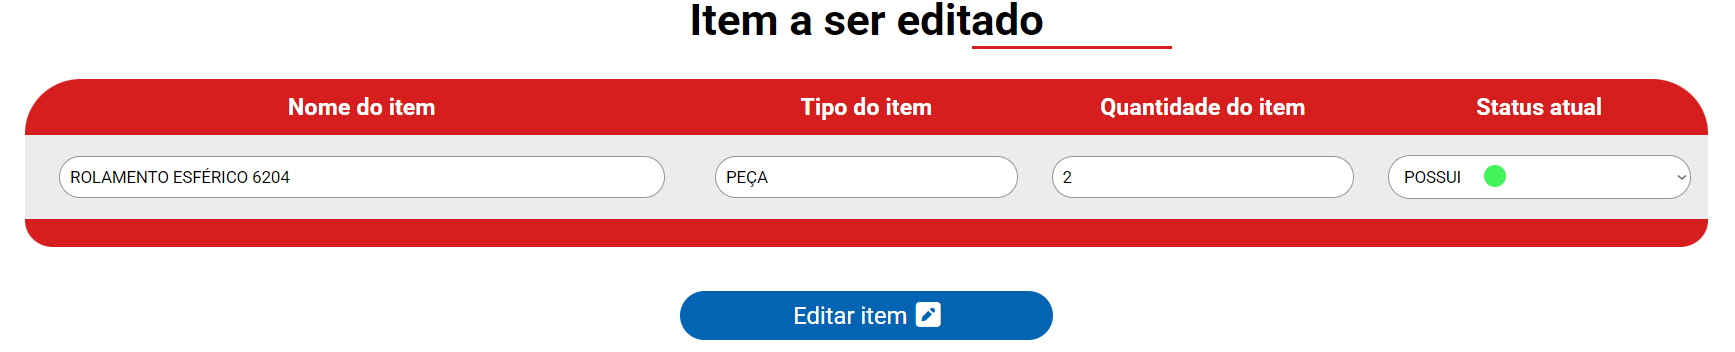 Item a ser editado
Nome do item Tipo do item Quantidade do item Status atual
ROLAMENTO ESFÉRICO 6204 PEÇA 2 POSSUI
Editar item